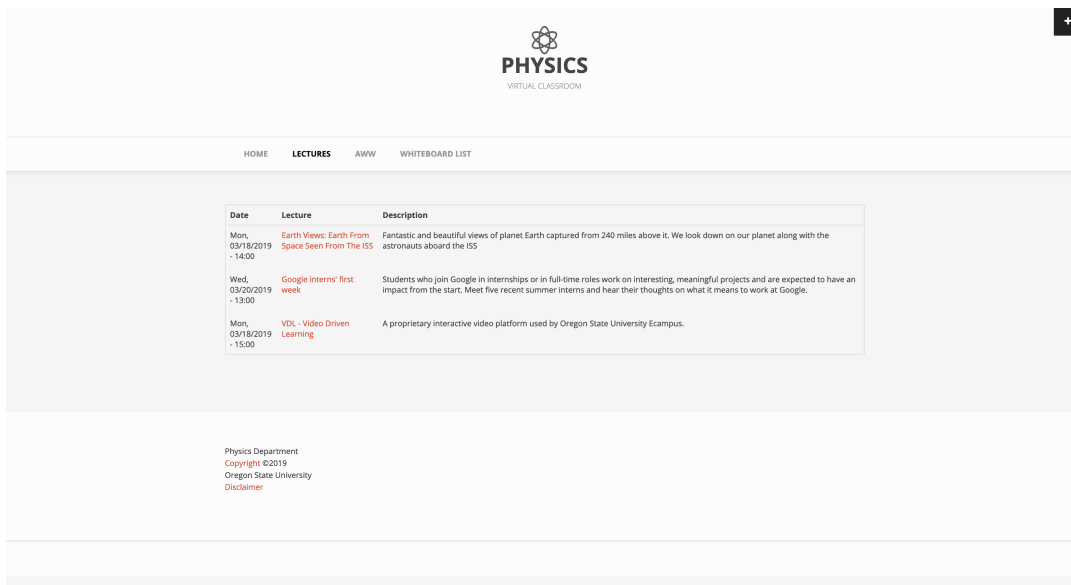 +
PHYSICS
VIRTUAL CLASSROOM
HOME LECTURES AWW WHITEBOARD LIST
Date Lecture Description
Mon, 03/18/2019 - 14:00
Earth Views: Earth From Space Seen From The ISS
Fantastic and beautiful views of planet Earth captured from 240 miles above it. We look down on our planet along with the
astronauts aboard the ISS
Wed, 03/20/2019 - 13:00
Google interns' first week
Students who join Google in internships or in full-time roles work on interesting, meaningful projects and are expected to have an
impact from the start. Meet five recent summer interns and hear their thoughts on what it means to work at Google.
Mon, 03/18/2019 - 15:00
VDL - Video Driven Learning
A proprietary interactive video platform used by Oregon State University Ecampus.
Physics Department
Copyright ©2019
Oregon State University
Disclaimer